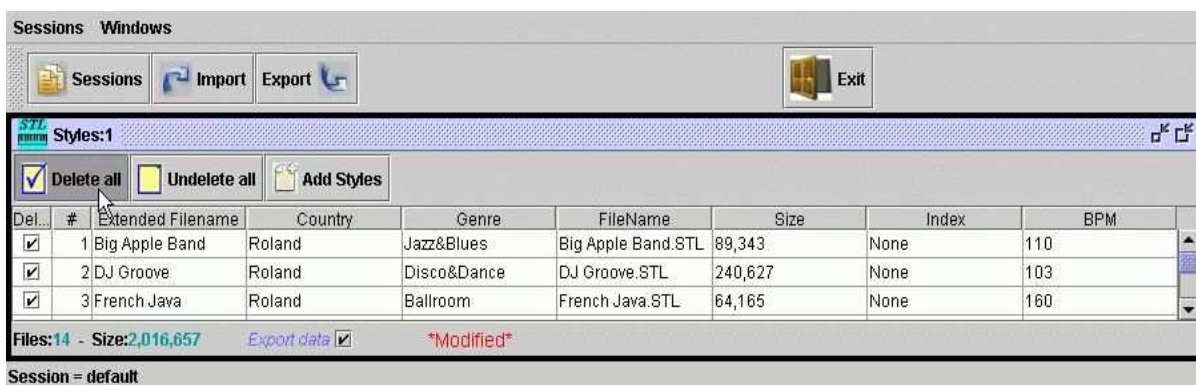 Sessions Windows
Sessions Import Export Exit
STL Styles:1
Delete all Undelete all Add Styles
Del... # Extended Filename Country Genre FileName Size Index BPM
1 Big Apple Band Roland Jazz&Blues Big Apple Band.STL 89,343 None 110
2 DJ Groove Roland Disco&Dance DJ Groove.STL 240,627 None 103
3 French Java Roland Ballroom French Java.STL 64,165 None 160
Files:14 - Size:2,016,657 Export data *Modified*
Session = default